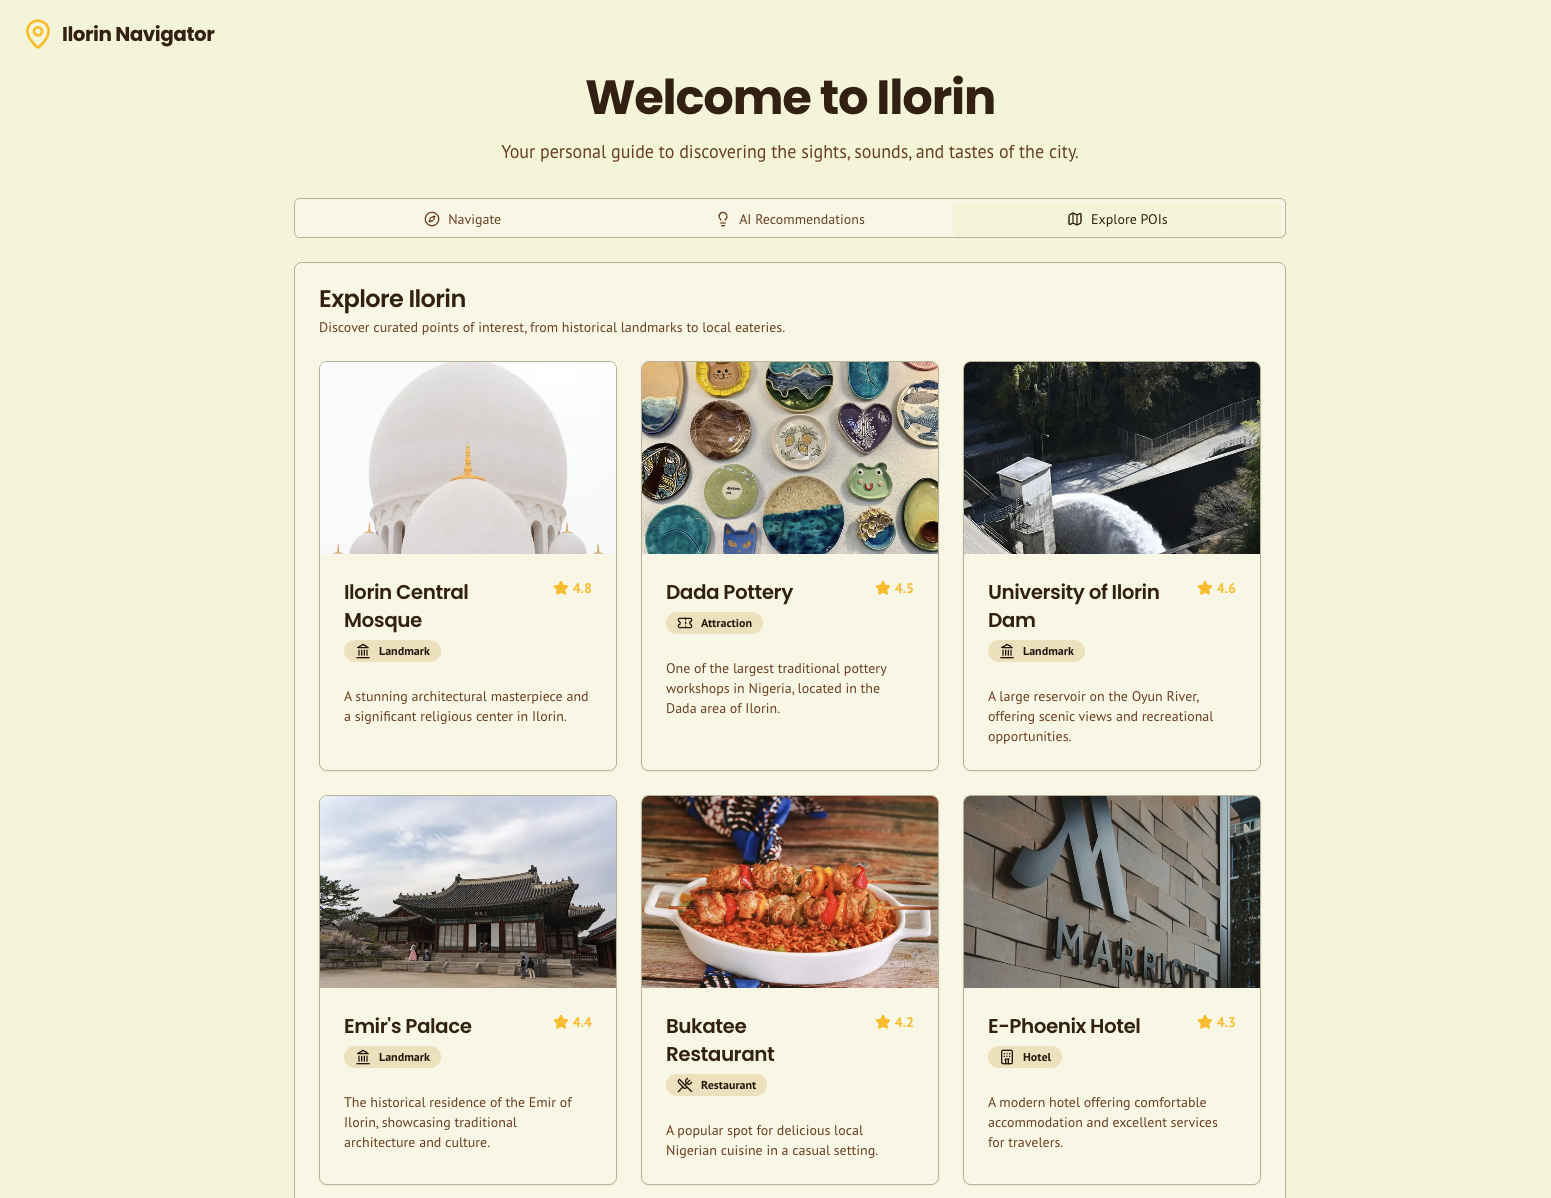 Ilorin Navigator
Welcome to Ilorin
Your personal guide to discovering the sights, sounds, and tastes of the city.
Navigate
AI Recommendations
Explore POIs
Explore Ilorin
Discover curated points of interest, from historical landmarks to local eateries.
Ilorin Central
Mosque
4.8
Landmark
A stunning architectural masterpiece and
a significant religious center in Ilorin.
Dada Pottery
4.5
Attraction
One of the largest traditional pottery
workshops in Nigeria, located in the
Dada area of Ilorin.
University of Ilorin
Dam
4.6
Landmark
A large reservoir on the Oyun River,
offering scenic views and recreational
opportunities.
Emir's Palace
4.4
Landmark
The historical residence of the Emir of
Ilorin, showcasing traditional
architecture and culture.
Bukatee
Restaurant
4.2
Restaurant
A popular spot for delicious local
Nigerian cuisine in a casual setting.
MARRIOTT
E-Phoenix Hotel
4.3
Hotel
A modern hotel offering comfortable
accommodation and excellent services
for travelers.